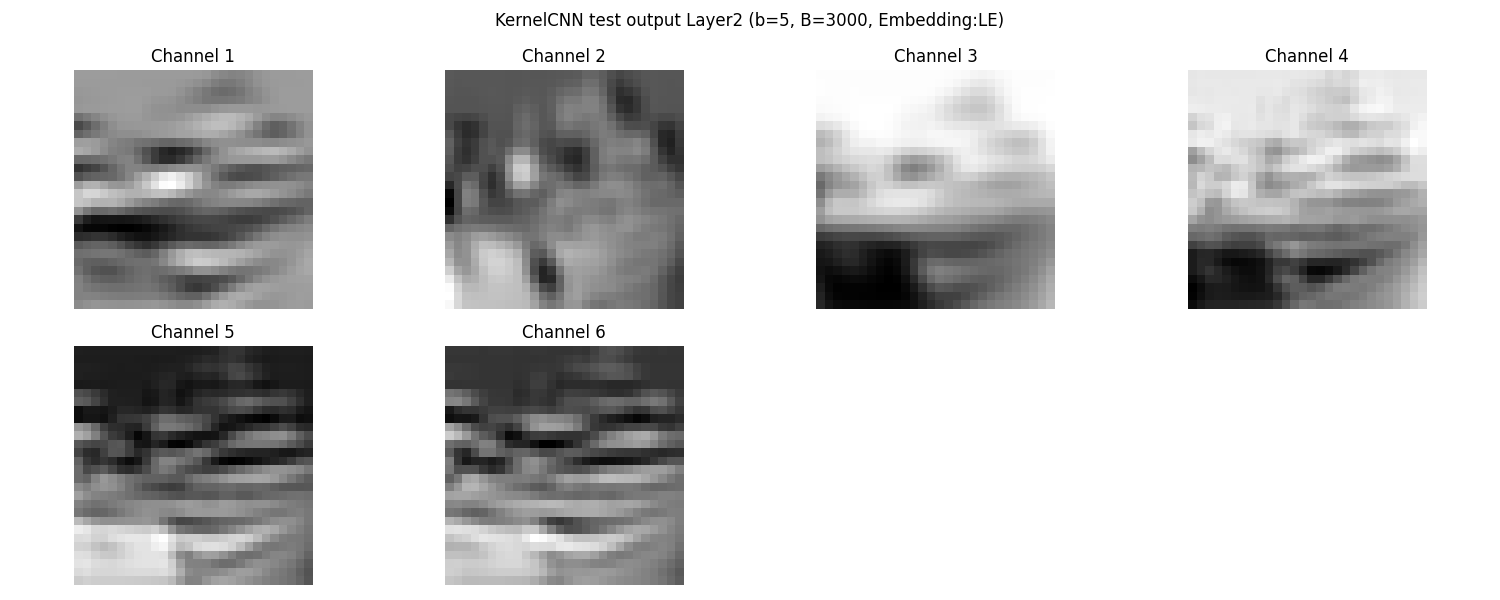 KernelCNN test output Layer2 (b=5, B=3000, Embedding:LE)
Channel 1
Channel 2
Channel 3
Channel 4
Channel 5
Channel 6